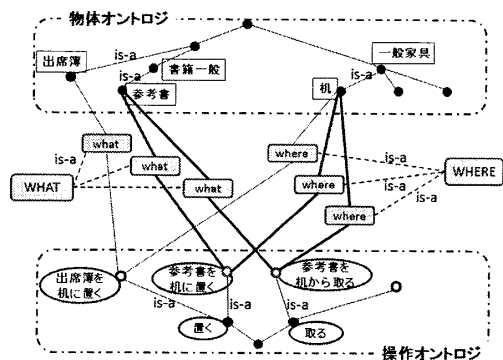 物体オントロジ
出席簿
is-a
書籍一般
is-a
参考書
一般家具
is-a
机
what
is-a
what
WHAT
is-a
what
where
is-a
where
is-a
WHERE
where
is-a
出席簿を
机に置く
参考書を
机に置く
参考書を
机から取る
is-a
is-a
is-a
置く
取る
操作オントロジ